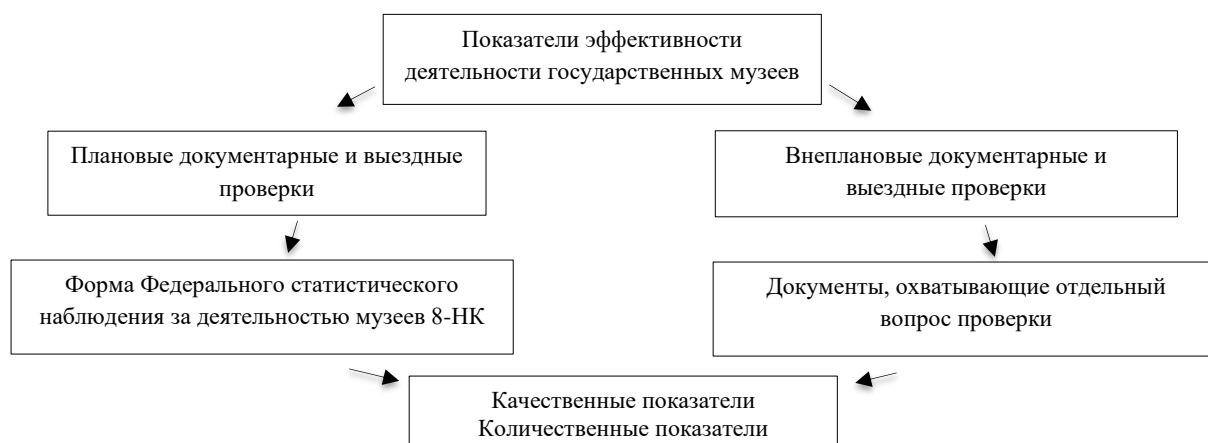 Показатели эффективности
деятельности государственных музеев
Плановые документарные и выездные
проверки
Внеплановые документарные и
выездные проверки
Форма Федерального статистического
наблюдения за деятельностью музеев 8-НК
Документы, охватывающие отдельный
вопрос проверки
Качественные показатели
Количественные показатели